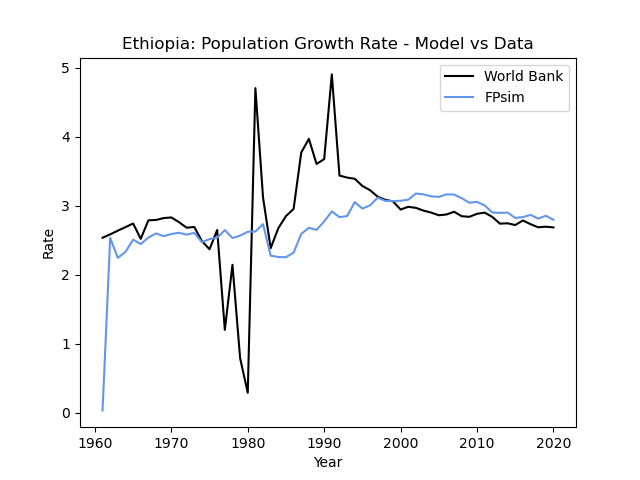 Ethiopia: Population Growth Rate - Model vs Data
World Bank
FPsim
5
4
3
2
1
0
Rate
1960 1970 1980 1990 2000 2010 2020
Year